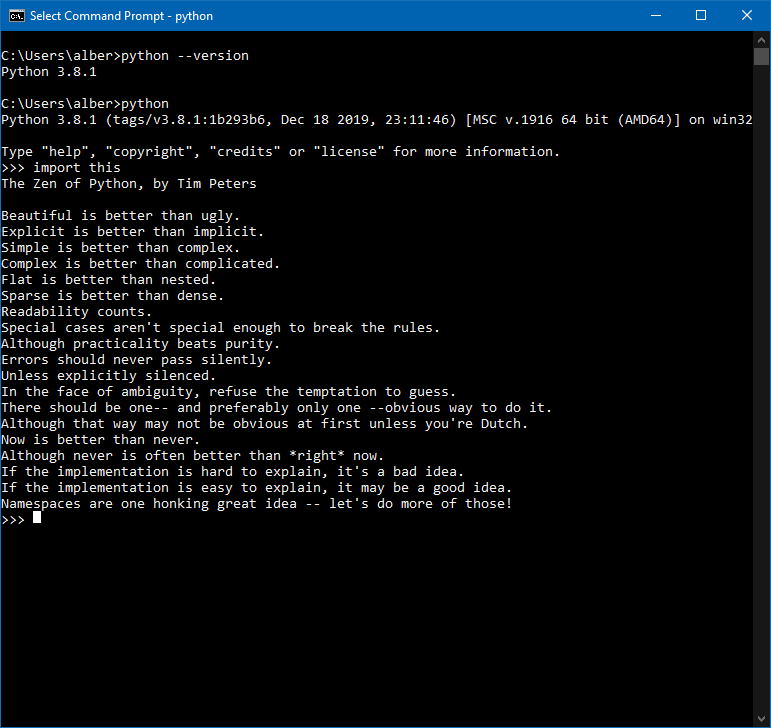 Select Command Prompt - python
C:\Users\alber>python --version
Python 3.8.1
C:\Users\alber>python
Python 3.8.1 (tags/v3.8.1:1b293b6, Dec 18 2019, 23:11:46) [MSC v.1916 64 bit (AMD64)] on win32
Type "help", "copyright", "credits" or "license" for more information.
>>> import this
The Zen of Python, by Tim Peters
Beautiful is better than ugly.
Explicit is better than implicit.
Simple is better than complex.
Complex is better than complicated.
Flat is better than nested.
Sparse is better than dense.
Readability counts.
Special cases aren't special enough to break the rules.
Although practicality beats purity.
Errors should never pass silently.
Unless explicitly silenced.
In the face of ambiguity, refuse the temptation to guess.
There should be one-- and preferably only one --obvious way to do it.
Although that way may not be obvious at first unless you're Dutch.
Now is better than never.
Although never is often better than *right* now.
If the implementation is hard to explain, it's a bad idea.
If the implementation is easy to explain, it may be a good idea.
Namespaces are one honking great idea -- let's do more of those!
>>>